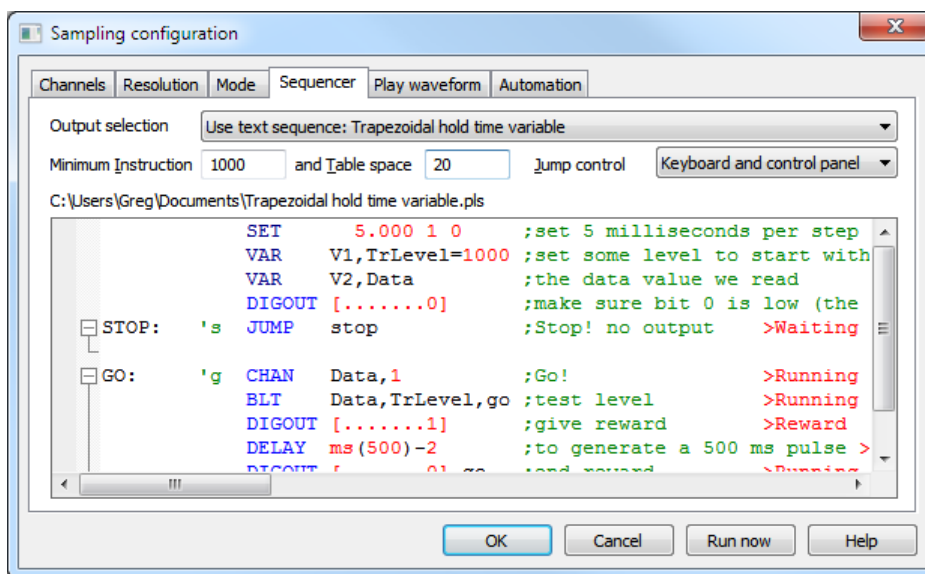 Sampling configuration
Channels Resolution Mode Sequencer Play waveform Automation
Output selection Use text sequence: Trapezoidal hold time variable
Minimum Instruction 1000 and Table space 20 Jump control Keyboard and control panel
C:\Users\Greg\Documents\Trapezoidal hold time variable.pls
SET 5.000 1 0 ;set 5 milliseconds per step
VAR V1,TrLevel=1000 ;set some level to start with
VAR V2,Data ;the data value we read
DIGOUT [.......0] ;make sure bit 0 is low (the
STOP: 's JUMP stop ;Stop! no output >Waiting
GO: 'g CHAN Data,1 ;Go! >Running
BLT Data,TrLevel,go ;test level >Running
DIGOUT [.......1] ;give reward >Reward
DELAY ms(500)-2 ;to generate a 500 ms pulse >
DIGOUT [.......0],go ;end reward >Running
OK Cancel Run now Help